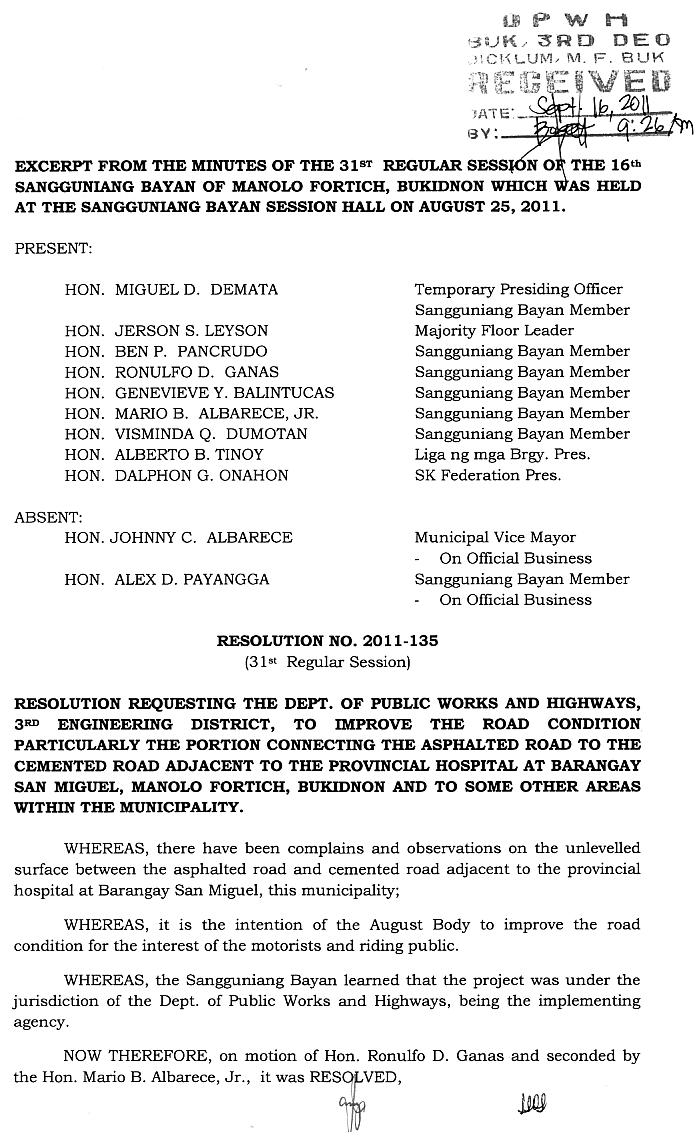 D P W H
BUK. 3RD DEO
DICKLUM, M. F. BUK
RECEIVED
DATE: Sept. 16, 2011
BY: 9:26 AM
EXCERPT FROM THE MINUTES OF THE 31ST REGULAR SESSION OF THE 16th
SANGGUNIANG BAYAN OF MANOLO FORTICH, BUKIDNON WHICH WAS HELD
AT THE SANGGUNIANG BAYAN SESSION HALL ON AUGUST 25, 2011.
PRESENT:
HON. MIGUEL D. DEMATA Temporary Presiding Officer
Sangguniang Bayan Member
HON. JERSON S. LEYSON Majority Floor Leader
HON. BEN P. PANCRUDO Sangguniang Bayan Member
HON. RONULFO D. GANAS Sangguniang Bayan Member
HON. GENEVIEVE Y. BALINTUCAS Sangguniang Bayan Member
HON. MARIO B. ALBARECE, JR. Sangguniang Bayan Member
HON. VISMINDA Q. DUMOTAN Sangguniang Bayan Member
HON. ALBERTO B. TINOY Liga ng mga Brgy. Pres.
HON. DALPHON G. ONAHON SK Federation Pres.
ABSENT:
HON. JOHNNY C. ALBARECE Municipal Vice Mayor
- On Official Business
HON. ALEX D. PAYANGGA Sangguniang Bayan Member
- On Official Business
RESOLUTION NO. 2011-135
(31st Regular Session)
RESOLUTION REQUESTING THE DEPT. OF PUBLIC WORKS AND HIGHWAYS,
3RD ENGINEERING DISTRICT, TO IMPROVE THE ROAD CONDITION
PARTICULARLY THE PORTION CONNECTING THE ASPHALTED ROAD TO THE
CEMENTED ROAD ADJACENT TO THE PROVINCIAL HOSPITAL AT BARANGAY
SAN MIGUEL, MANOLO FORTICH, BUKIDNON AND TO SOME OTHER AREAS
WITHIN THE MUNICIPALITY.
WHEREAS, there have been complains and observations on the unlevelled
surface between the asphalted road and cemented road adjacent to the provincial
hospital at Barangay San Miguel, this municipality;
WHEREAS, it is the intention of the August Body to improve the road
condition for the interest of the motorists and riding public.
WHEREAS, the Sangguniang Bayan learned that the project was under the
jurisdiction of the Dept. of Public Works and Highways, being the implementing
agency.
NOW THEREFORE, on motion of Hon. Ronulfo D. Ganas and seconded by
the Hon. Mario B. Albarece, Jr., it was RESOLVED,